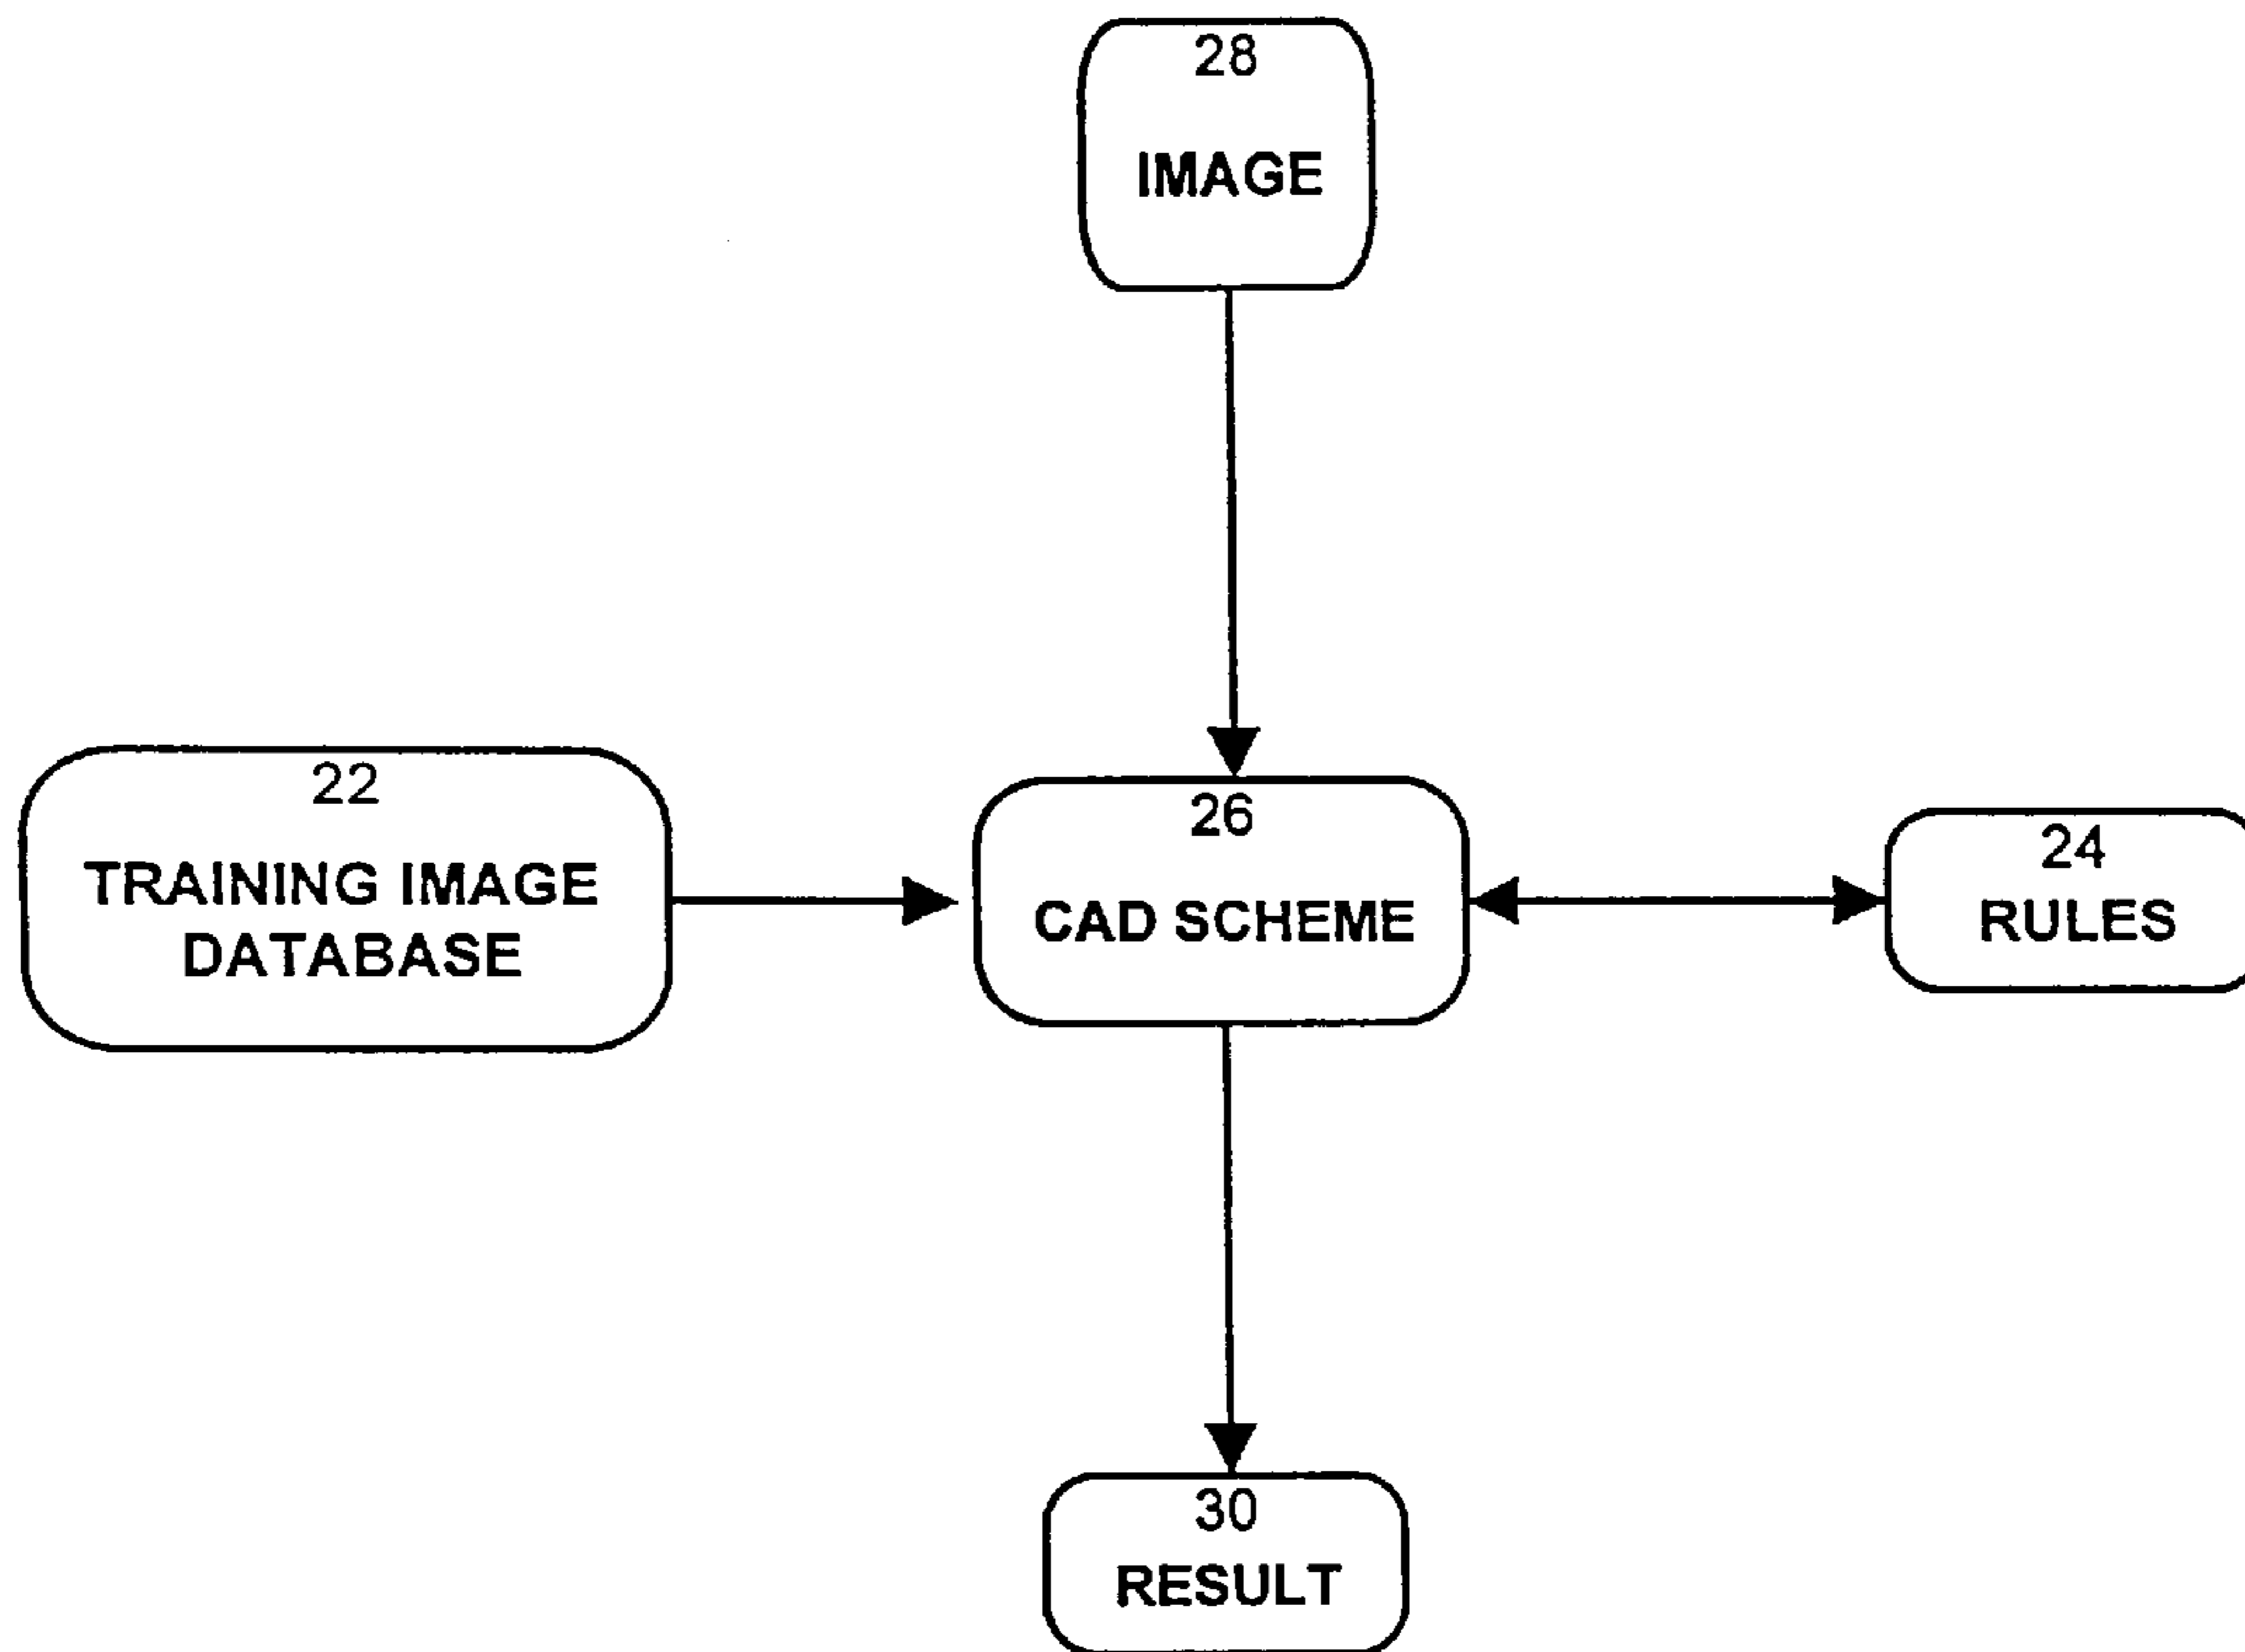 28
IMAGE
22
TRAINING IMAGE
DATABASE
26
CAD SCHEME
24
RULES
30
RESULT